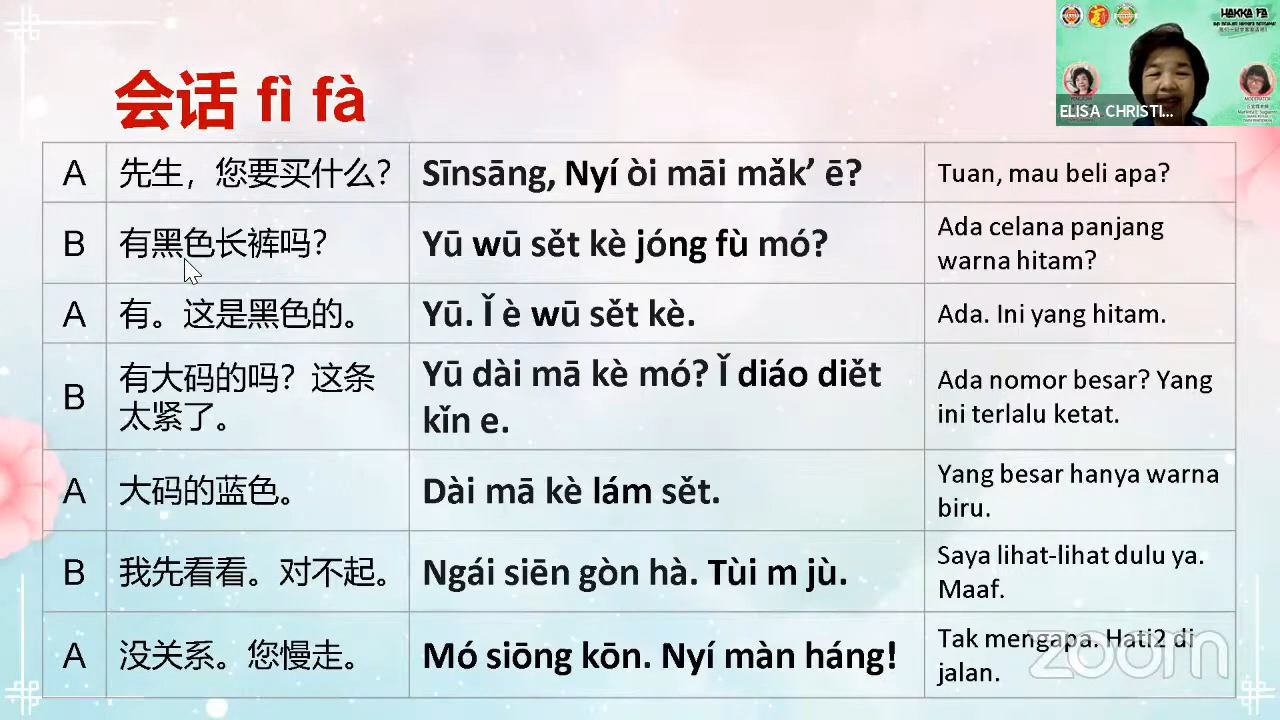 HAKKA FA
ELISA CHRISTI...
MODERATOR
会话 fì fà
A 先生，您要买什么? Sīnsāng, Nyí òi māi mǎk’ ē? Tuan, mau beli apa?
B 有黑色长裤吗? Yū wū sět kè jóng fù mó? Ada celana panjang
warna hitam?
A 有。这是黑色的。 Yū. Ǐ è wū sět kè. Ada. Ini yang hitam.
B 有大码的吗？这条
太紧了。
Yū dài mā kè mó? Ǐ diáo diět
kǐn e.
Ada nomor besar? Yang
ini terlalu ketat.
A 大码的蓝色。 Dài mā kè lám sět. Yang besar hanya warna
biru.
B 我先看看。对不起。 Ngái siēn gòn hà. Tùi m jù. Saya lihat-lihat dulu ya.
Maaf.
A 没关系。您慢走。 Mó siōng kōn. Nyí màn háng! Tak mengapa. Hati2 di
jalan.
zoom